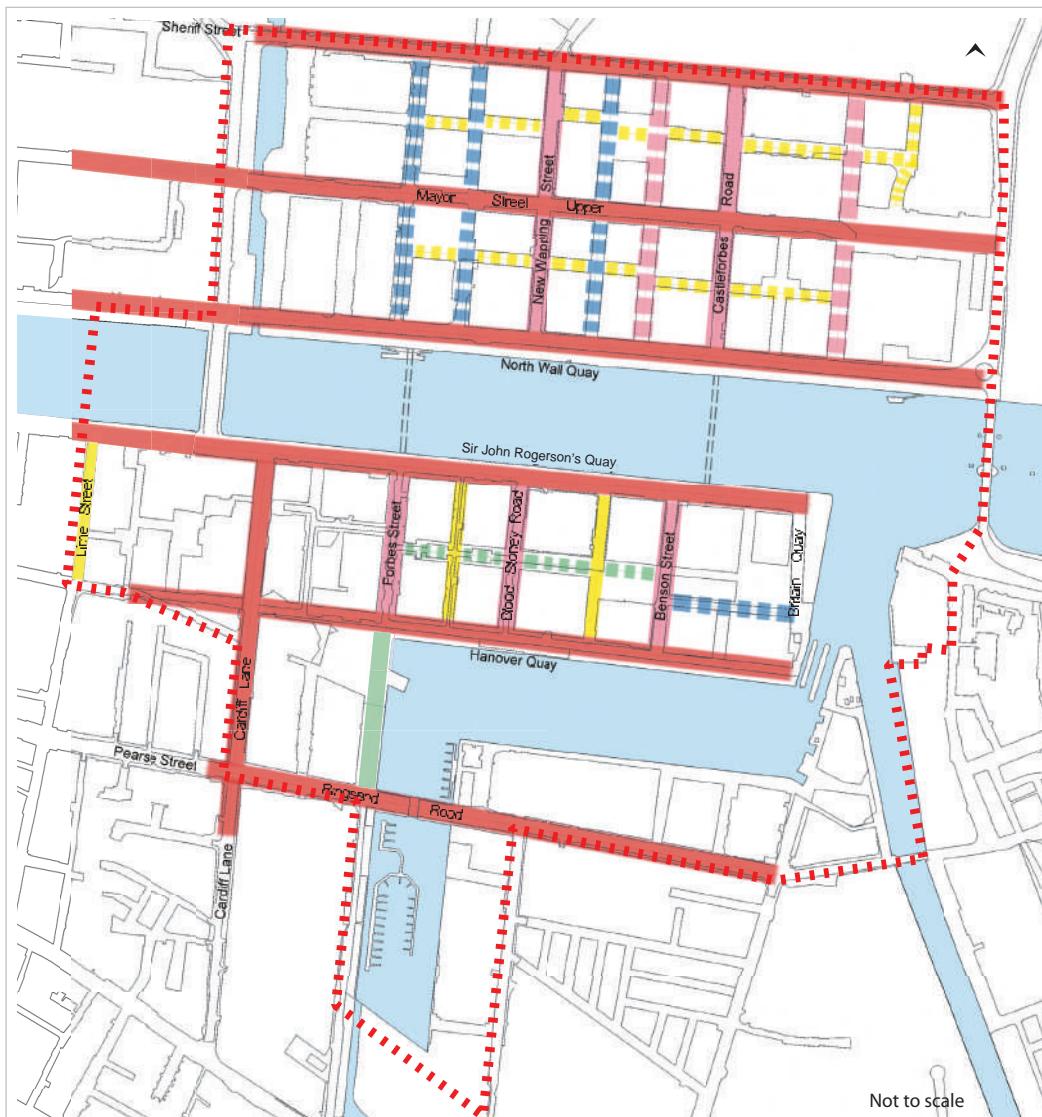 Sheriff Street
Mayor Street Upper
New Wapping Street
Castleforbes Road
North Wall Quay
Sir John Rogerson's Quay
Lime Street
Forbes Street
Blood Stoney Road
Benson Street
Britain Quay
Hanover Quay
Cardiff Lane
Pearse Street
Ringsend Road
Cardiff Lane
Not to scale